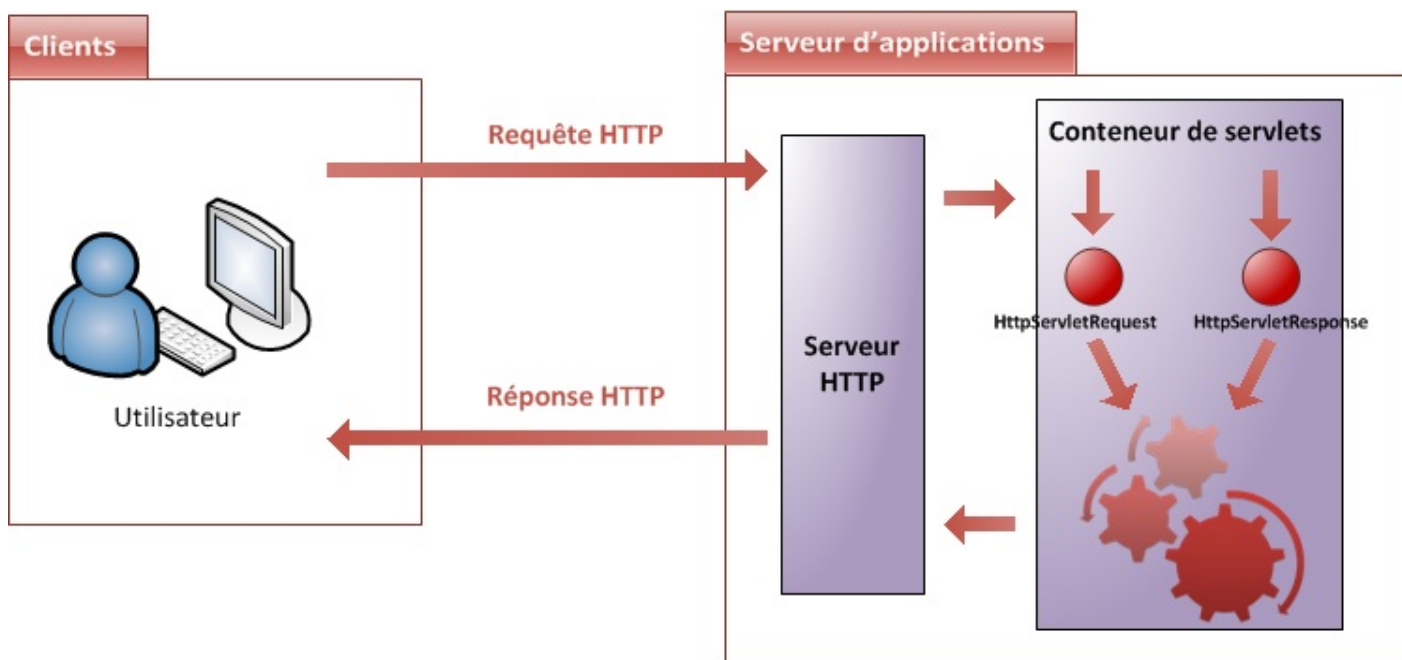 Clients
Serveur d'applications
Requête HTTP
Conteneur de servlets
HttpServletRequest
HttpServletResponse
Serveur
HTTP
Réponse HTTP
Utilisateur